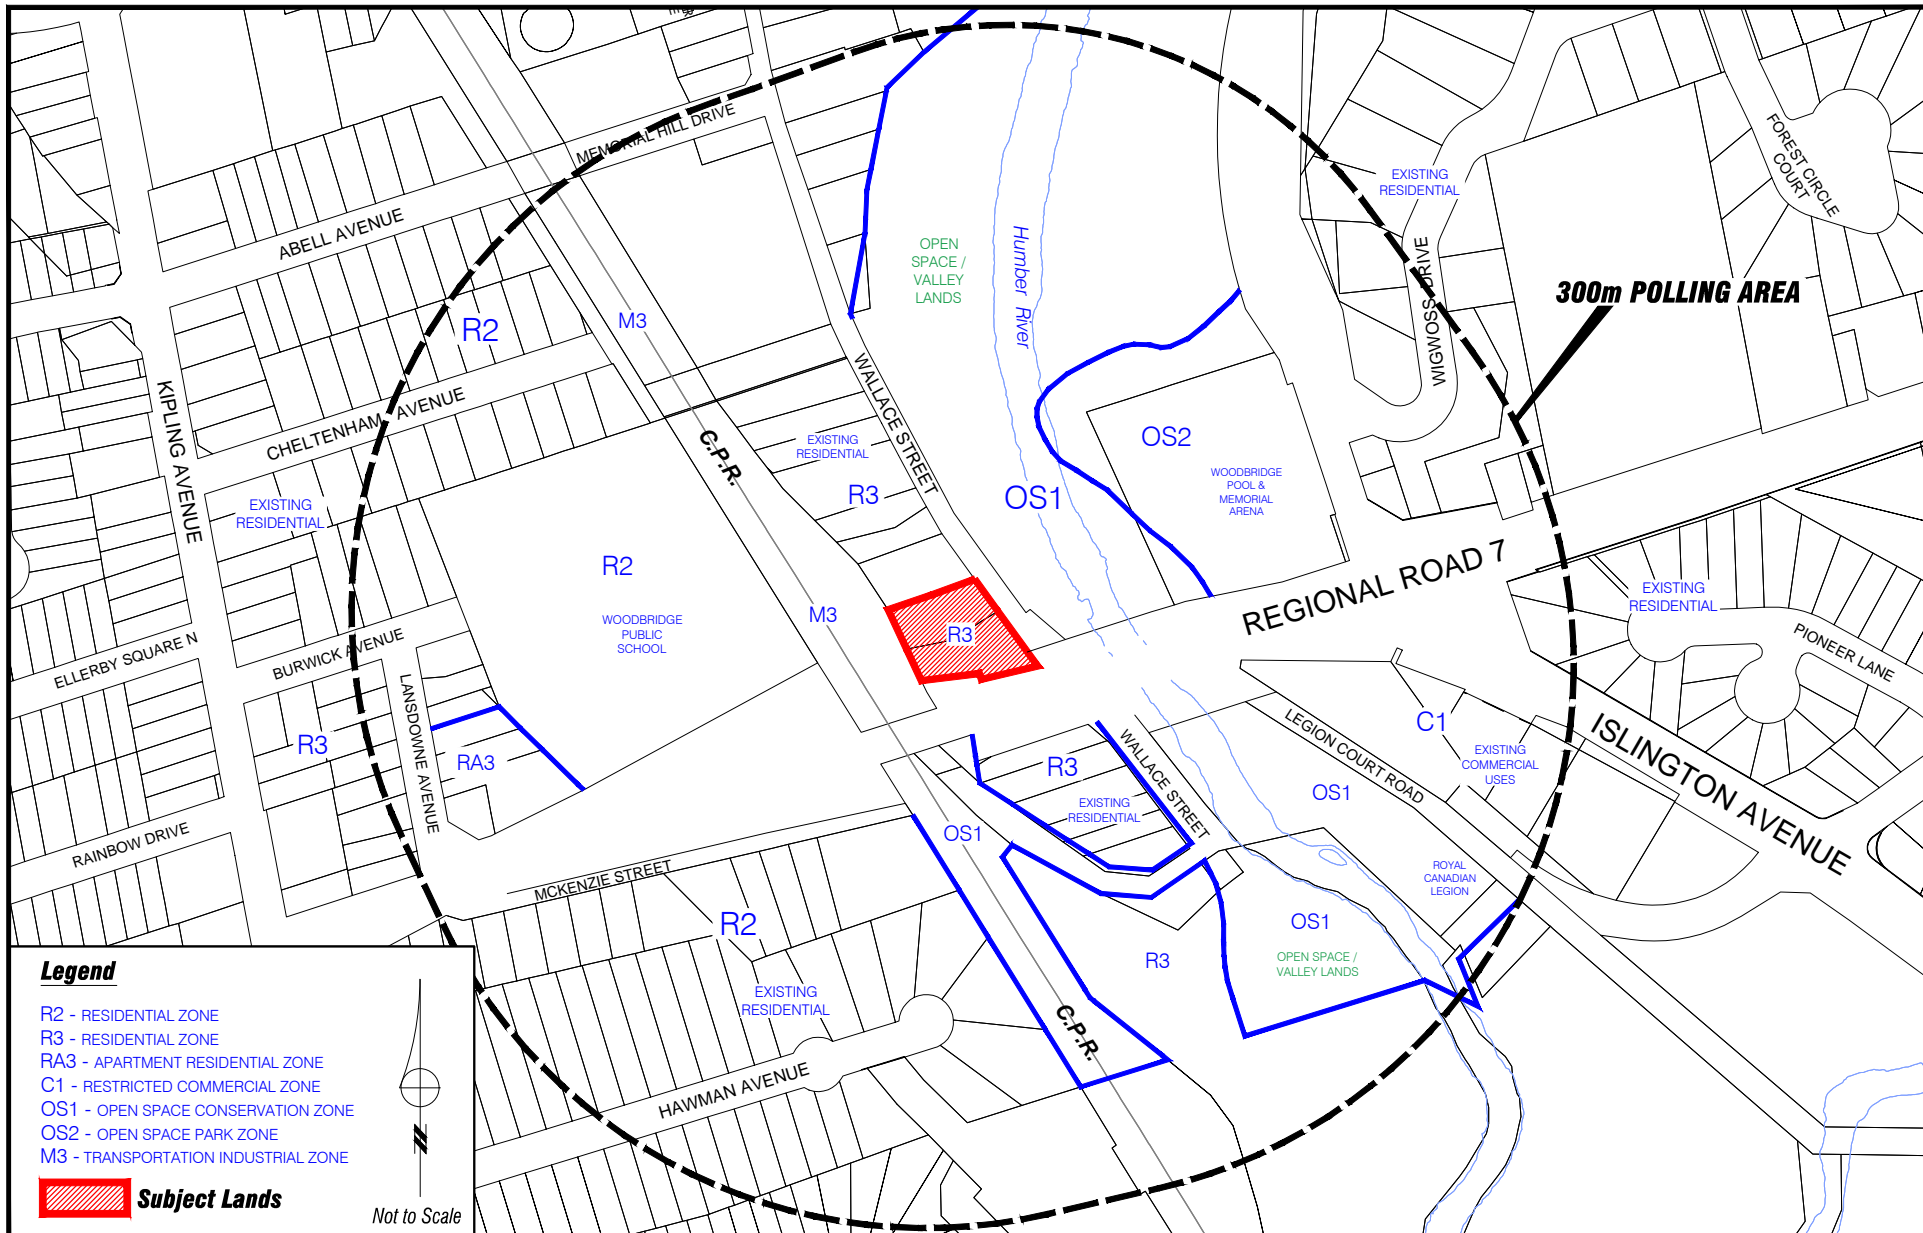 MEMORIAL HILL DRIVE
ABELL AVENUE
EXISTING
RESIDENTIAL
FOREST CIRCLE
COURT
OPEN
SPACE /
VALLEY
LANDS
Humber River
WIGWOSS DRIVE
300m POLLING AREA
R2
M3
CHELTENHAM AVENUE
KIPLING AVENUE
C.P.R.
WALLACE STREET
EXISTING
RESIDENTIAL
R3
OS1
OS2
WOODBRIDGE
POOL &
MEMORIAL
ARENA
EXISTING
RESIDENTIAL
R2
WOODBRIDGE
PUBLIC
SCHOOL
M3
R3
REGIONAL ROAD 7
EXISTING
RESIDENTIAL
PIONEER LANE
ELLERBY SQUARE N
BURWICK AVENUE
LANSDOWNE AVENUE
R3
RA3
RAINBOW DRIVE
R3
EXISTING
RESIDENTIAL
WALLACE STREET
LEGION COURT ROAD
C1
EXISTING
COMMERCIAL
USES
ISLINGTON AVENUE
OS1
OS1
ROYAL
CANADIAN
LEGION
MCKENZIE STREET
R2
EXISTING
RESIDENTIAL
R3
OS1
OPEN SPACE /
VALLEY LANDS
C.P.R.
HAWMAN AVENUE
Legend
R2 - RESIDENTIAL ZONE
R3 - RESIDENTIAL ZONE
RA3 - APARTMENT RESIDENTIAL ZONE
C1 - RESTRICTED COMMERCIAL ZONE
OS1 - OPEN SPACE CONSERVATION ZONE
OS2 - OPEN SPACE PARK ZONE
M3 - TRANSPORTATION INDUSTRIAL ZONE
Subject Lands
Not to Scale